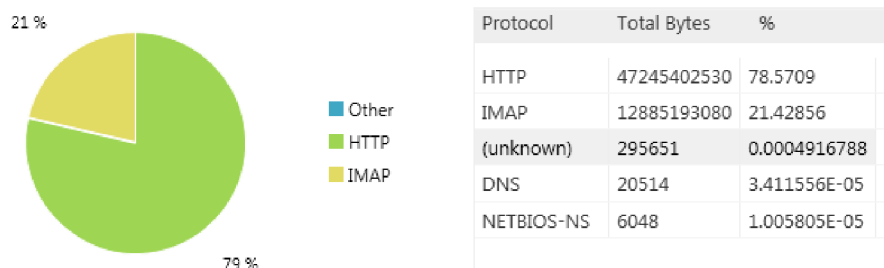 21 %
79 %
Other
HTTP
IMAP
Protocol Total Bytes %
HTTP 47245402530 78.5709
IMAP 12885193080 21.42856
(unknown) 295651 0.0004916788
DNS 20514 3.411556E-05
NETBIOS-NS 6048 1.005805E-05